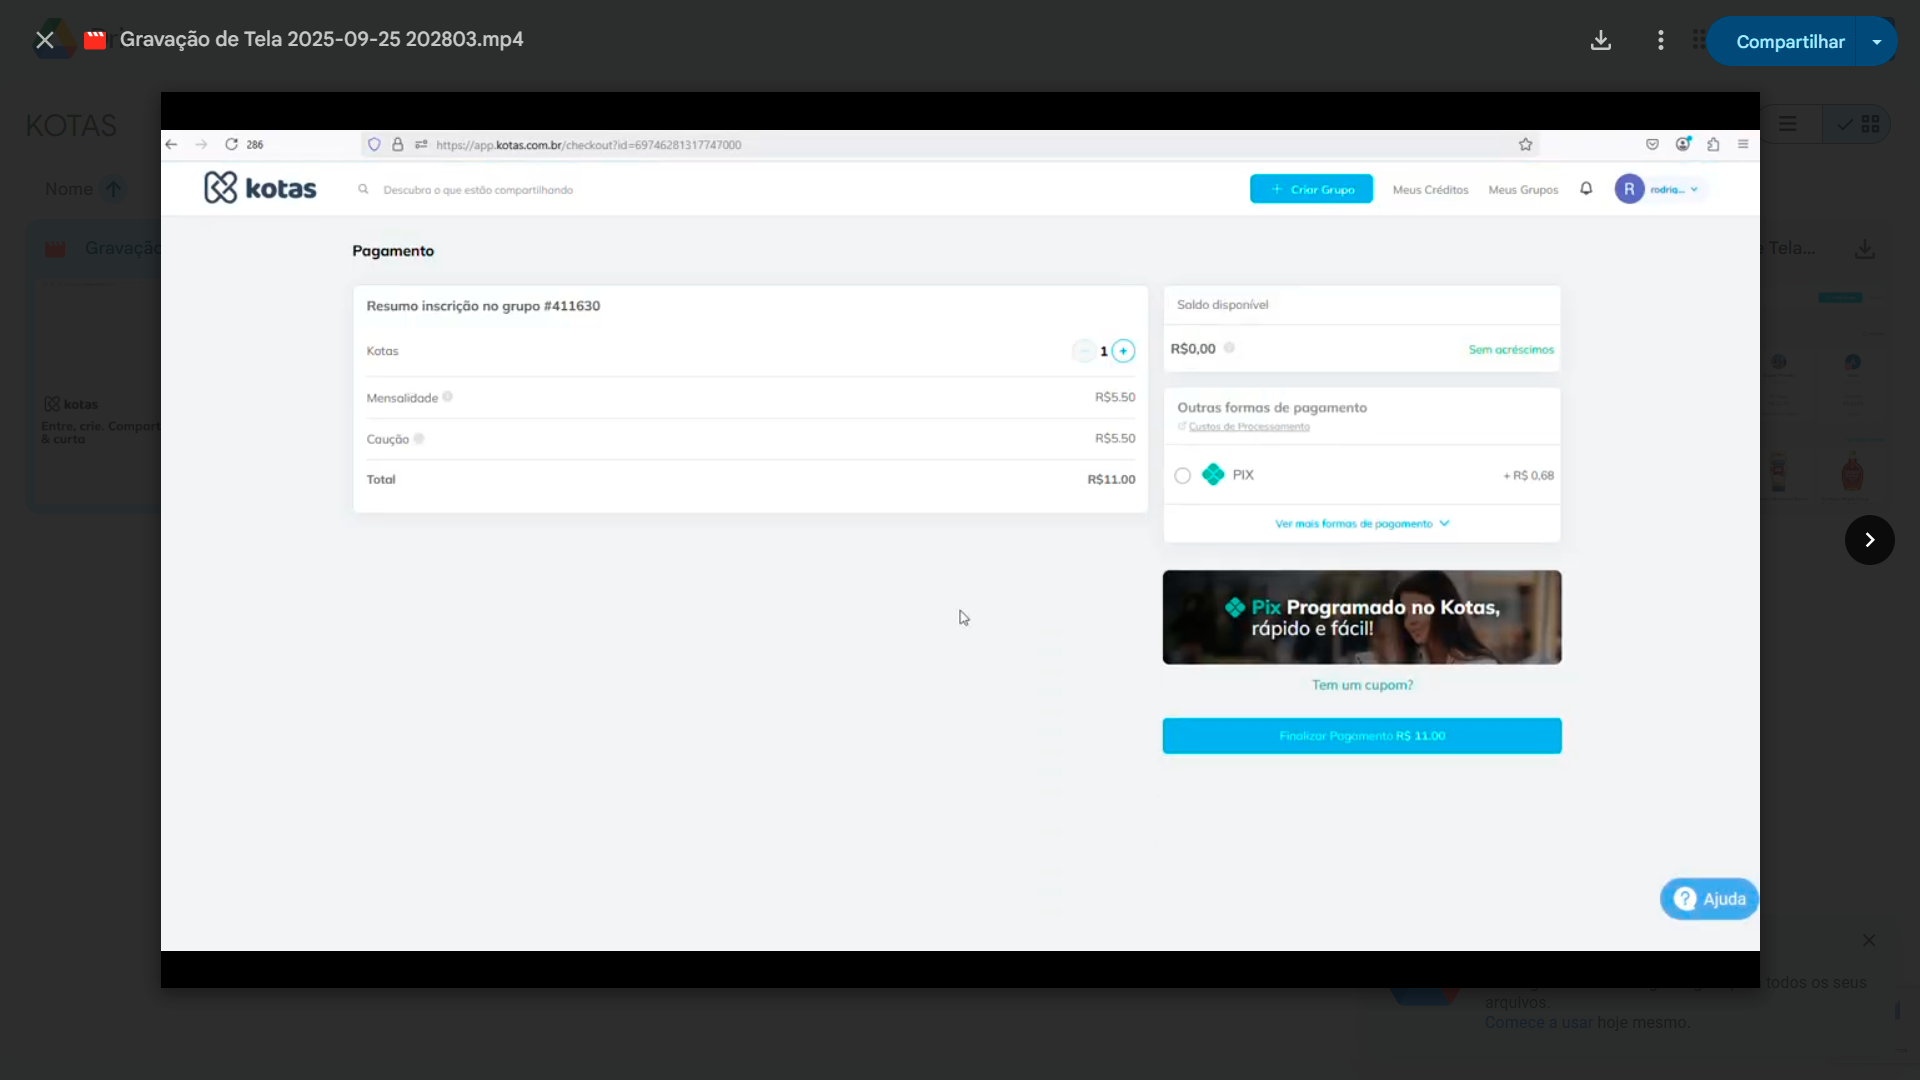 Gravação de Tela 2025-09-25 202803.mp4
Compartilhar
KOTAS
Nome
Gravação
Tela...
kotas
Entre, crie. Compart
& curta
286
https://app.kotas.com.br/checkout?id=69746281317747000
kotas
Descubra o que estão compartilhando
+ Criar Grupo
Meus Créditos
Meus Grupos
R
rodrig...
Pagamento
Resumo inscrição no grupo #411630
Kotas
1
Mensalidade
R$5.50
Caução
R$5.50
Total
R$11.00
Saldo disponível
R$0,00
Sem acréscimos
Outras formas de pagamento
Custos de Processamento
PIX
+ R$ 0,68
Ver mais formas de pagamento
Pix Programado no Kotas,
rápido e fácil!
Tem um cupom?
Finalizar Pagamento R$ 11.00
? Ajuda
todos os seus
arquivos.
Comece a usar hoje mesmo.